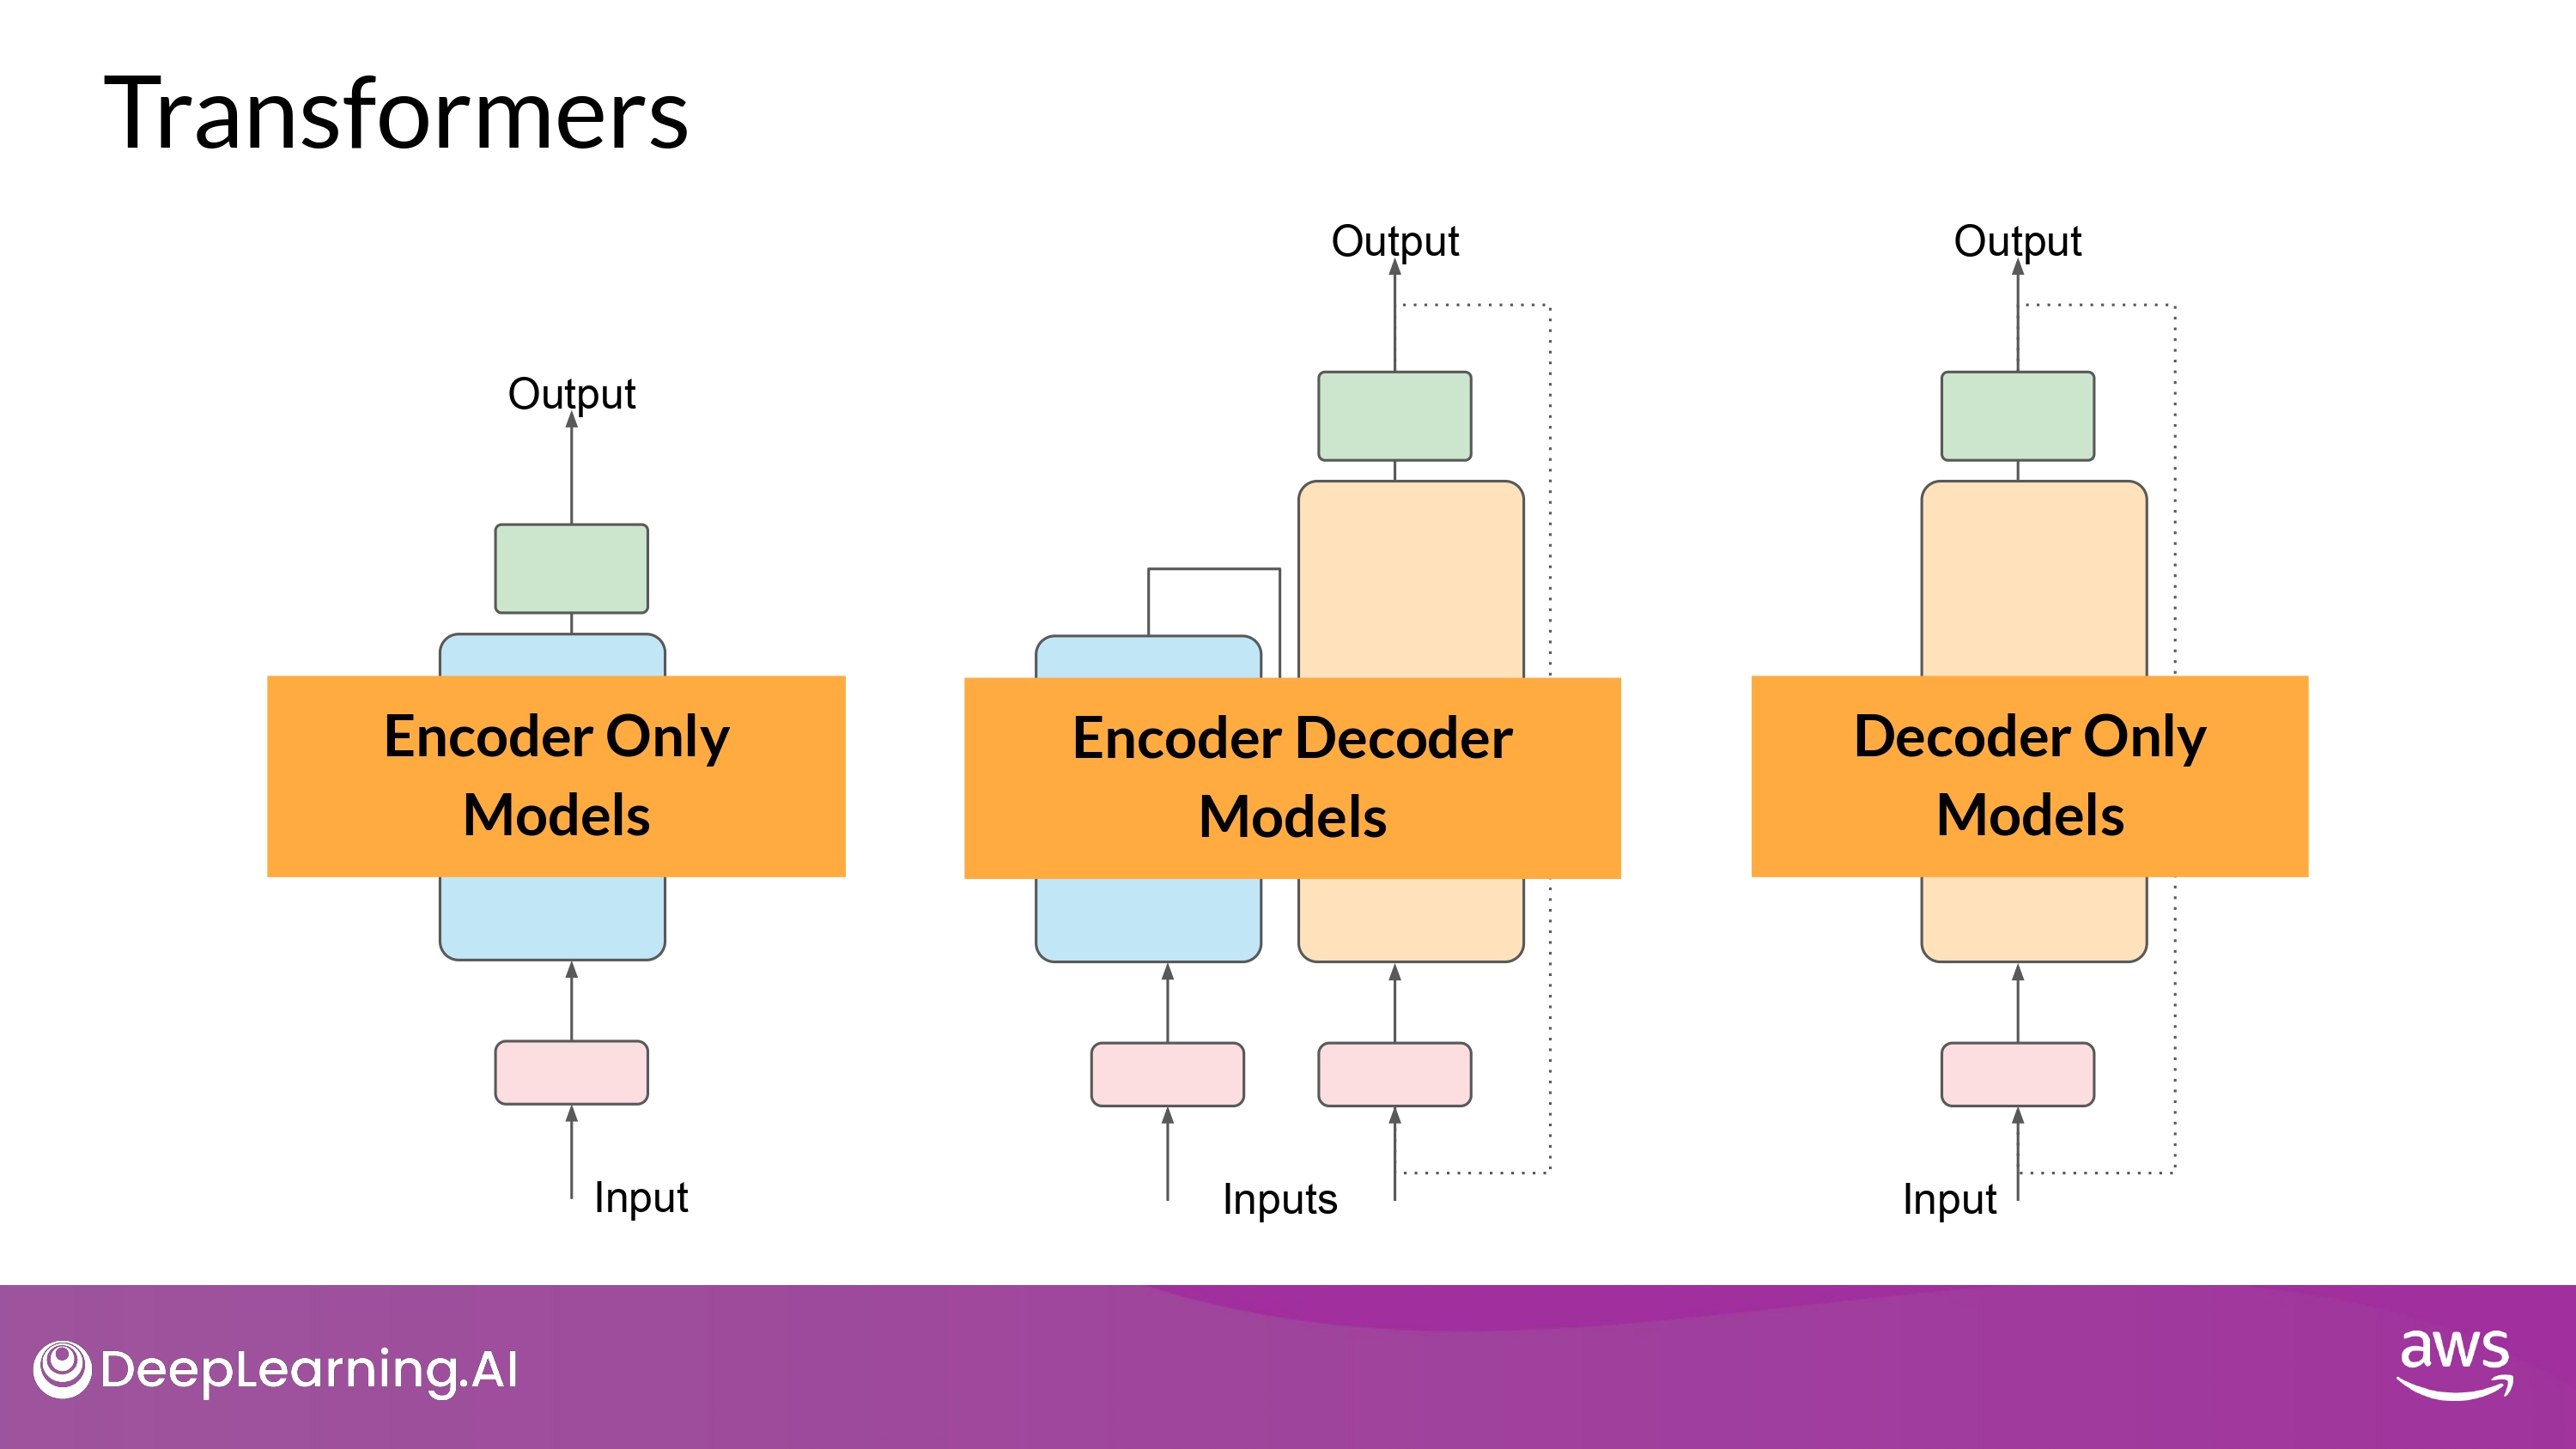 Transformers
Output
Encoder Only
Models
Input
Output
Encoder Decoder
Models
Inputs
Output
Decoder Only
Models
Input
DeepLearning.AI
aws